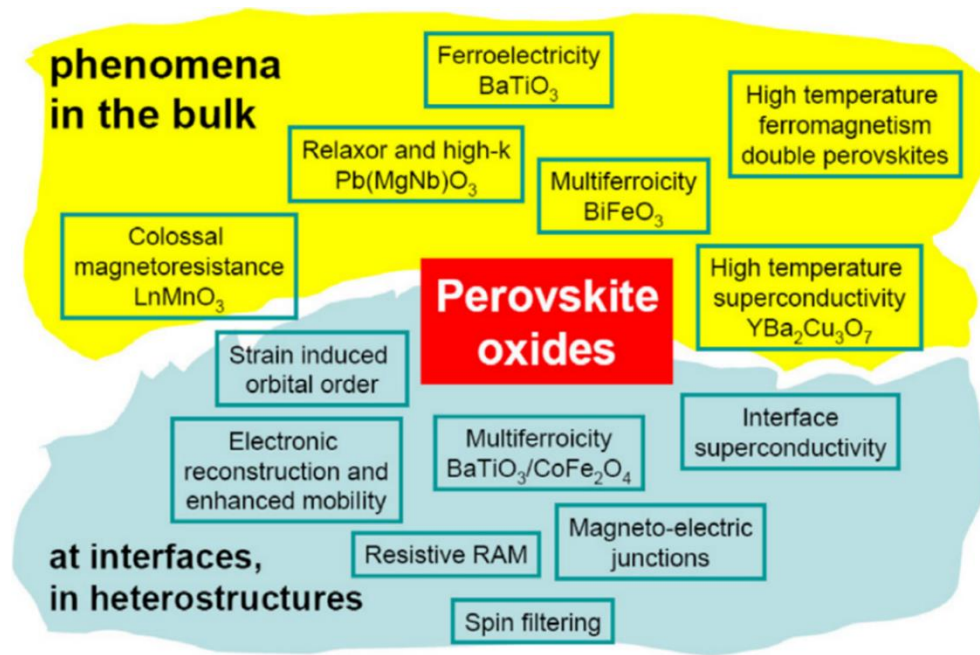 phenomena
in the bulk
Ferroelectricity
BaTiO₃
High temperature
ferromagnetism
double perovskites
Relaxor and high-k
Pb(MgNb)O₃
Multiferroicity
BiFeO₃
Colossal
magnetoresistance
LnMnO₃
High temperature
superconductivity
YBa₂Cu₃O₇
Perovskite
oxides
Strain induced
orbital order
Interface
superconductivity
Electronic
reconstruction and
enhanced mobility
Multiferroicity
BaTiO₃/CoFe₂O₄
Magneto-electric
junctions
Resistive RAM
at interfaces,
in heterostructures
Spin filtering